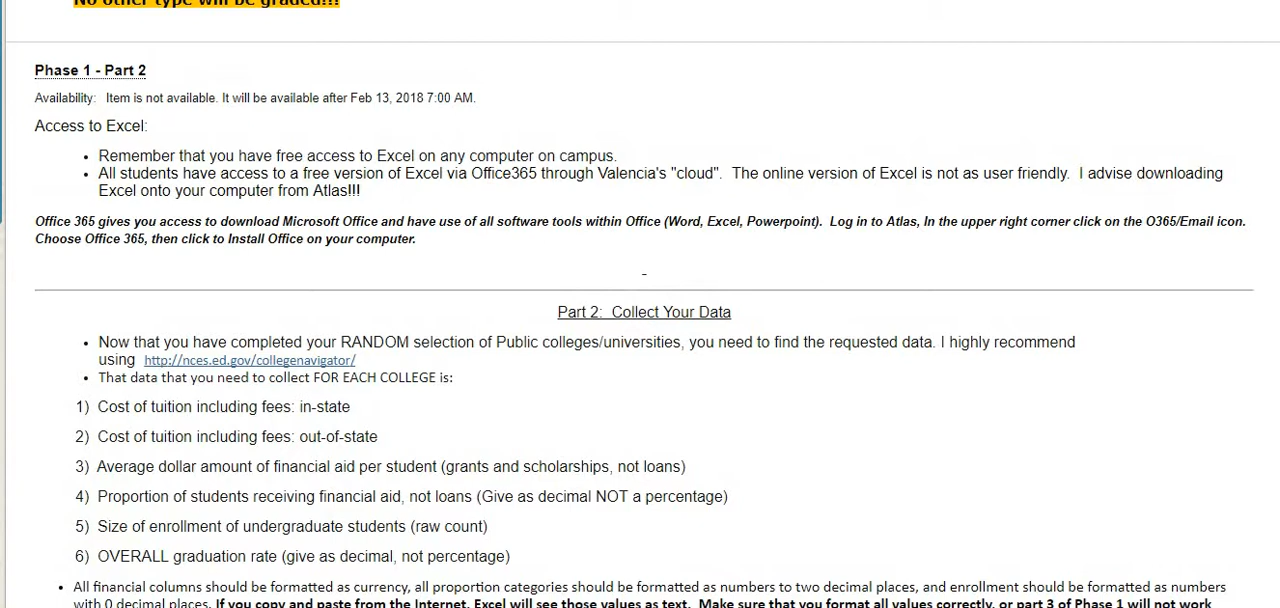 No other type will be graded!!!
Phase 1 - Part 2
Availability: Item is not available. It will be available after Feb 13, 2018 7:00 AM.
Access to Excel:
• Remember that you have free access to Excel on any computer on campus.
• All students have access to a free version of Excel via Office365 through Valencia's "cloud". The online version of Excel is not as user friendly. I advise downloading
Excel onto your computer from Atlas!!!
Office 365 gives you access to download Microsoft Office and have use of all software tools within Office (Word, Excel, Powerpoint). Log in to Atlas, In the upper right corner click on the O365/Email icon.
Choose Office 365, then click to Install Office on your computer.
-
Part 2: Collect Your Data
• Now that you have completed your RANDOM selection of Public colleges/universities, you need to find the requested data. I highly recommend
using http://nces.ed.gov/collegenavigator/
• That data that you need to collect FOR EACH COLLEGE is:
1) Cost of tuition including fees: in-state
2) Cost of tuition including fees: out-of-state
3) Average dollar amount of financial aid per student (grants and scholarships, not loans)
4) Proportion of students receiving financial aid, not loans (Give as decimal NOT a percentage)
5) Size of enrollment of undergraduate students (raw count)
6) OVERALL graduation rate (give as decimal, not percentage)
• All financial columns should be formatted as currency, all proportion categories should be formatted as numbers to two decimal places, and enrollment should be formatted as numbers
with 0 decimal places. If you copy and paste from the Internet, Excel will see those values as text. Make sure that you format all values correctly, or part 3 of Phase 1 will not work